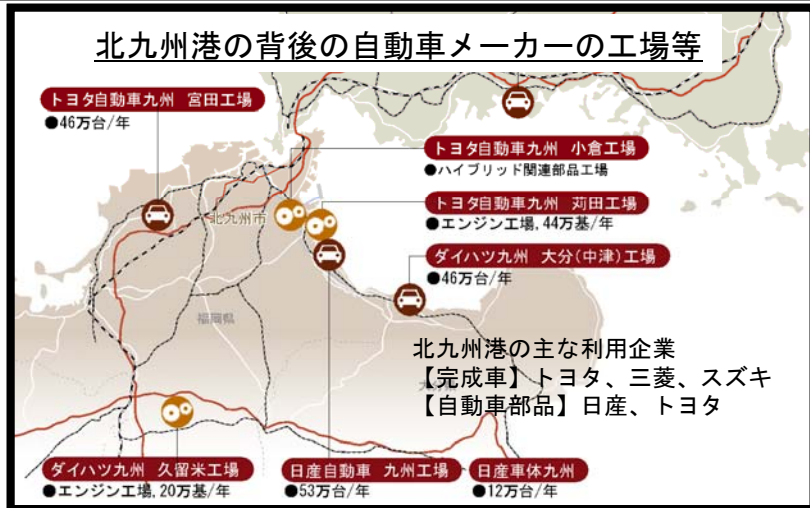 北九州港の背後の自動車メーカーの工場等
トヨタ自動車九州 宮田工場
●46万台/年
トヨタ自動車九州 小倉工場
●ハイブリッド関連部品工場
北九州市
トヨタ自動車九州 苅田工場
●エンジン工場,44万基/年
ダイハツ九州 大分(中津)工場
●46万台/年
福岡県
北九州港の主な利用企業
【完成車】トヨタ、三菱、スズキ
【自動車部品】日産、トヨタ
ダイハツ九州 久留米工場
●エンジン工場,20万基/年
日産自動車 九州工場
●53万台/年
日産車体九州
●12万台/年